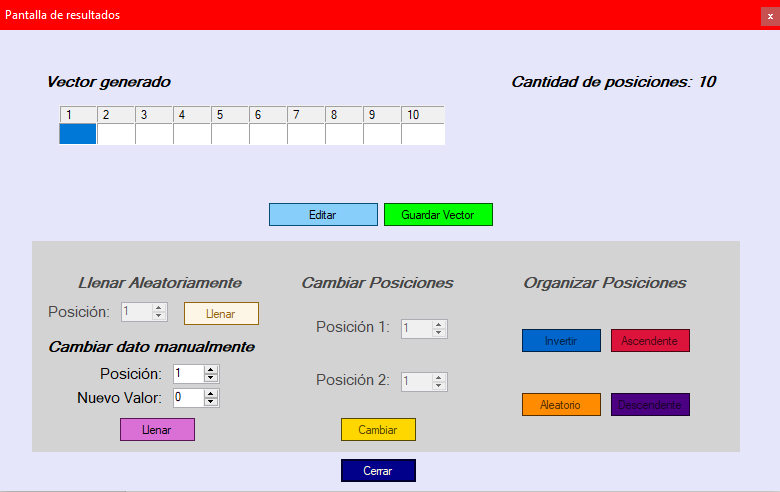 Pantalla de resultados x
Vector generado Cantidad de posiciones: 10
1 2 3 4 5 6 7 8 9 10
Editar Guardar Vector
Llenar Aleatoriamente Cambiar Posiciones Organizar Posiciones
Posición: 1 Llenar
Posición 1: 1
Invertir Ascendente
Cambiar dato manualmente
Posición: 1
Posición 2: 1
Nuevo Valor: 0
Aleatorio Descendente
Llenar Cambiar
Cerrar